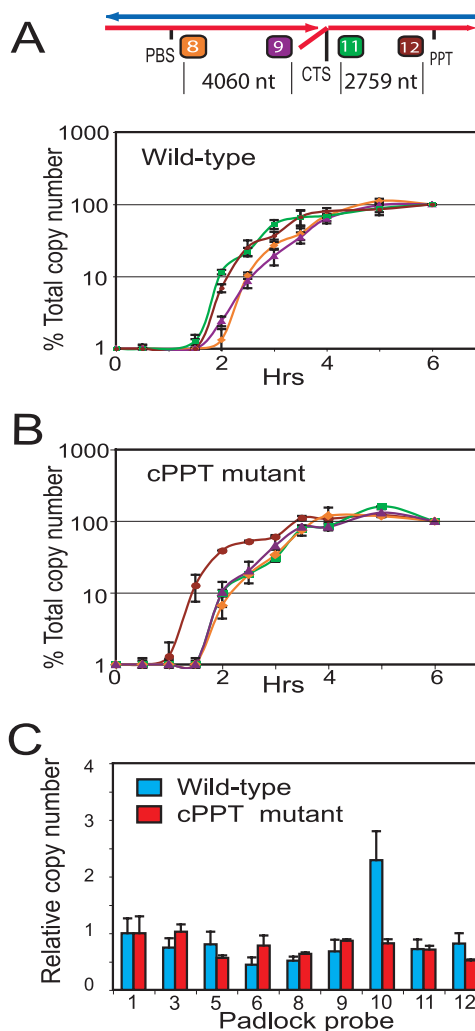 A
PBS 8 9 CTS 11 12 PPT
4060 nt 2759 nt
Wild-type
% Total copy number
1000
100
10
1
0 2 4 6
Hrs
B
cPPT mutant
% Total copy number
1000
100
10
1
0 2 4 6
Hrs
C
Relative copy number
4
3
2
1
0
Wild-type
cPPT mutant
1 3 5 6 8 9 10 11 12
Padlock probe